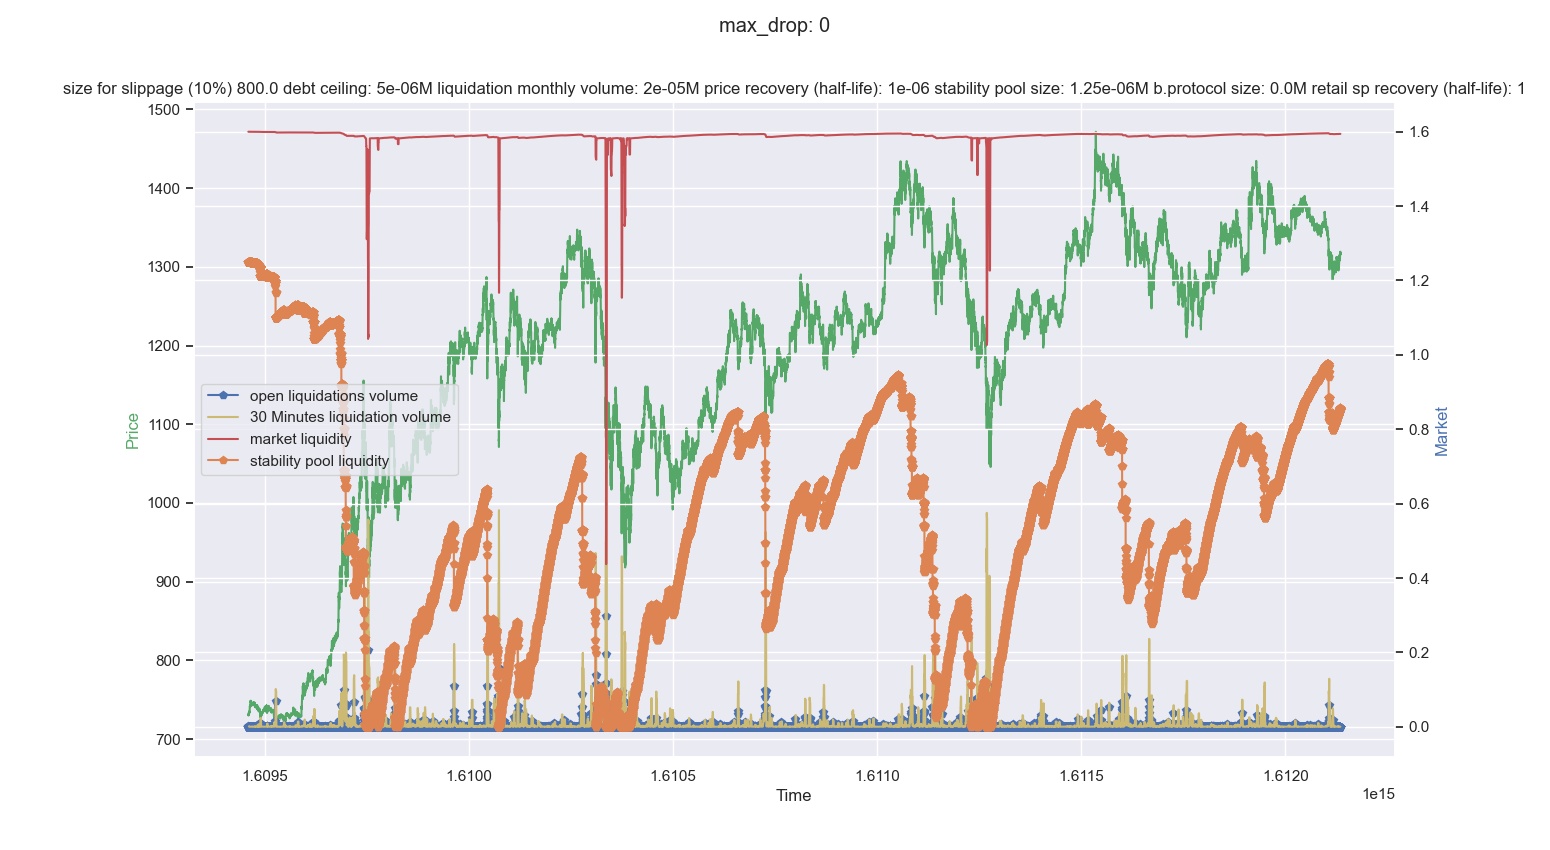 max_drop: 0
size for slippage (10%) 800.0 debt ceiling: 5e-06M liquidation monthly volume: 2e-05M price recovery (half-life): 1e-06 stability pool size: 1.25e-06M b.protocol size: 0.0M retail sp recovery (half-life): 1
1500
1400
1300
1200
1100
1000
900
800
700
Price
open liquidations volume
30 Minutes liquidation volume
market liquidity
stability pool liquidity
1.6
1.4
1.2
1.0
0.8
0.6
0.4
0.2
0.0
Market
1.6095
1.6100
1.6105
1.6110
1.6115
1.6120
Time
1e15